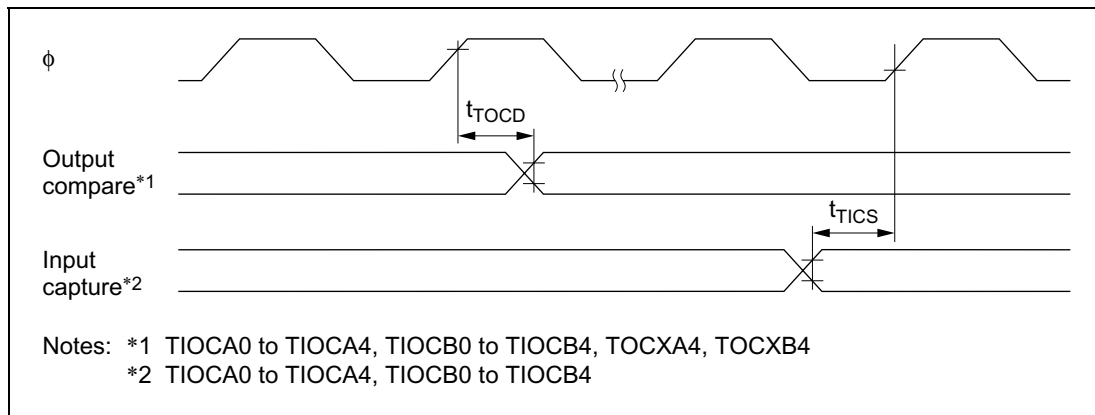 ϕ
tTOCD
Output
compare*1
tTICS
Input
capture*2
Notes: *1 TIOCA0 to TIOCA4, TIOCB0 to TIOCB4, TOCXA4, TOCXB4
*2 TIOCA0 to TIOCA4, TIOCB0 to TIOCB4